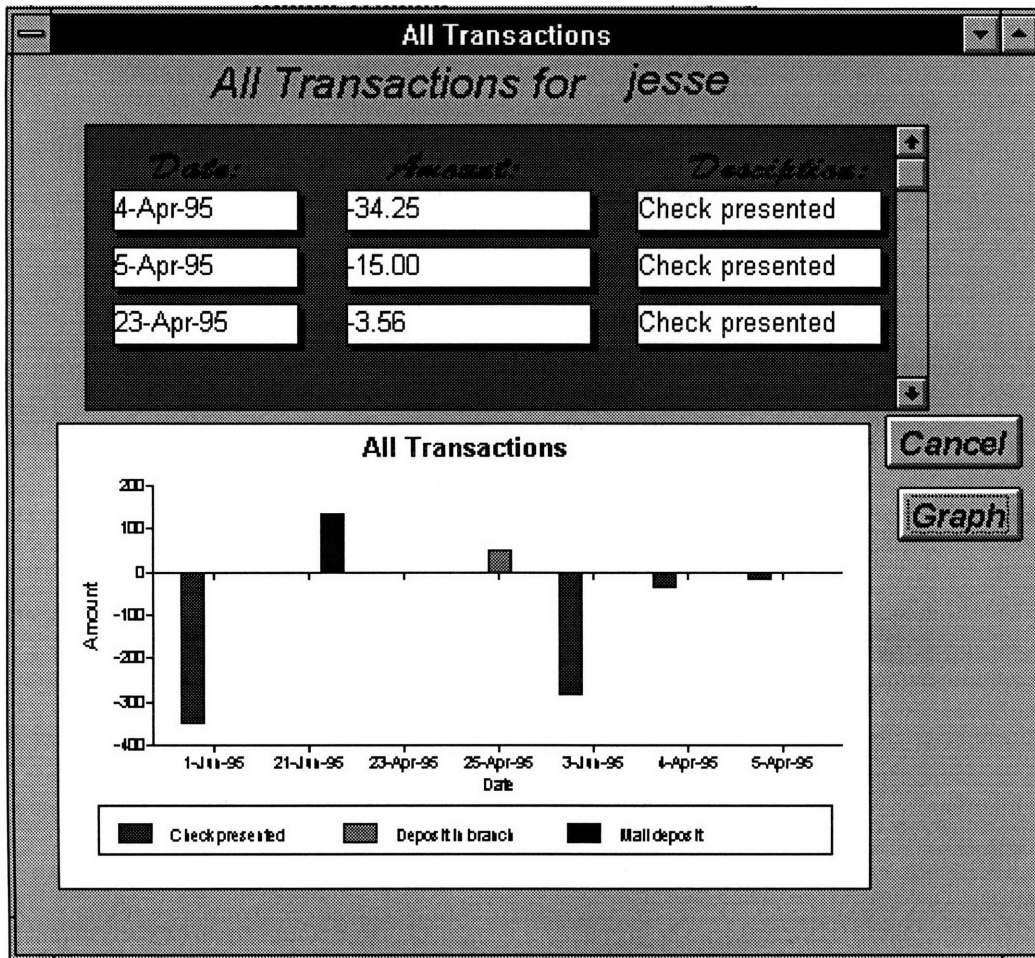 All Transactions
All Transactions for jesse
Date: Amount: Desciption:
4-Apr-95 -34.25 Check presented
5-Apr-95 -15.00 Check presented
23-Apr-95 -3.56 Check presented
Cancel
Graph
All Transactions
200
100
0
-100
-200
-300
-400
Amount
1-Jun-95 21-Jun-95 23-Apr-95 25-Apr-95 3-Jun-95 4-Apr-95 5-Apr-95
Date
Check presented Deposit in branch Mail deposit